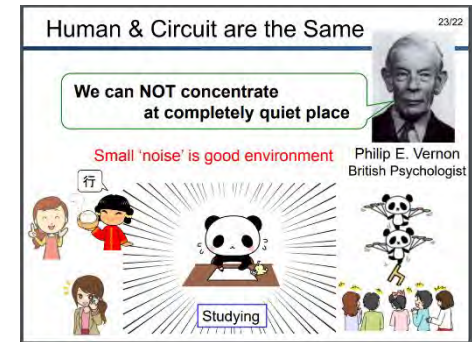 Human & Circuit are the Same
23/22
We can NOT concentrate
at completely quiet place
Small 'noise' is good environment
Philip E. Vernon
British Psychologist
行
Studying